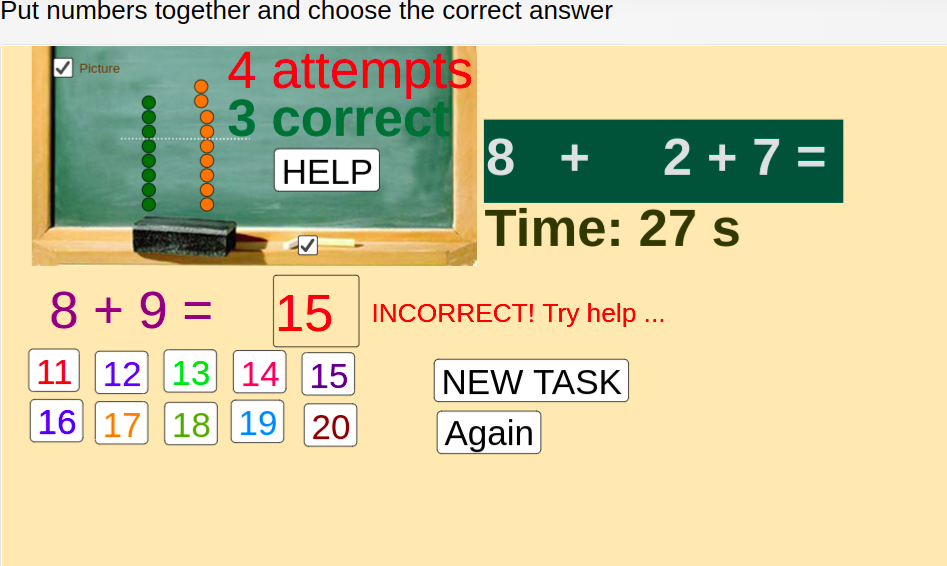 Put numbers together and choose the correct answer
Picture
4 attempts
3 correct
HELP
8 + 2 + 7 =
Time: 27 s
8 + 9 = 15 INCORRECT! Try help ...
11 12 13 14 15
16 17 18 19 20
NEW TASK
Again